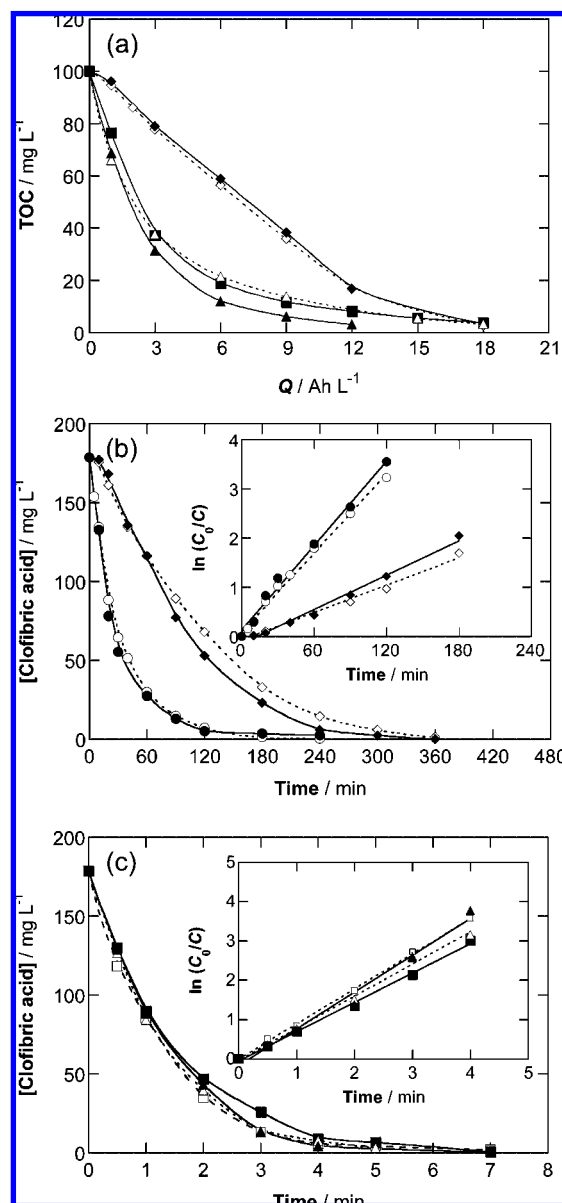 (a)
TOC / mg L⁻¹
120
100
80
60
40
20
0
0 3 6 9 12 15 18 21
Q / Ah L⁻¹
(b)
[Clofibric acid] / mg L⁻¹
200
150
100
50
0
0 60 120 180 240 300 360 420 480
Time / min
ln (C₀/C)
4
3
2
1
0
0 60 120 180 240
Time / min
(c)
[Clofibric acid] / mg L⁻¹
200
150
100
50
0
0 1 2 3 4 5 6 7 8
Time / min
ln (C₀/C)
5
4
3
2
1
0
0 1 2 3 4 5
Time / min